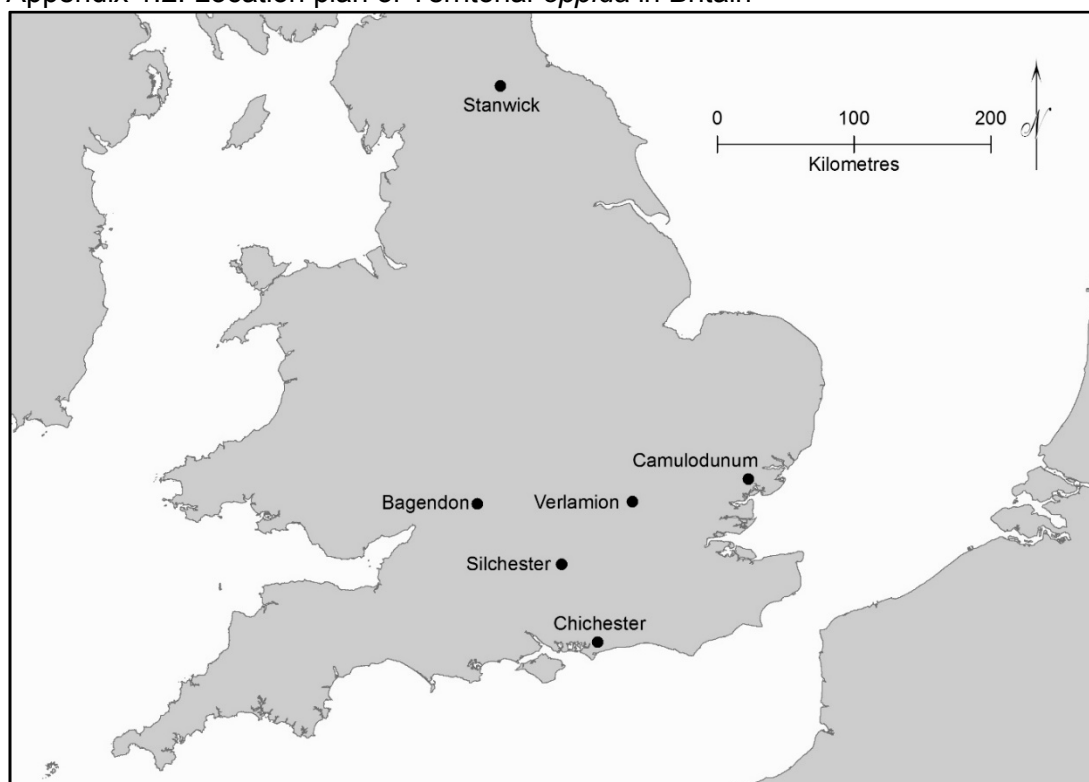 Appendix 1.2: Location plan of Territorial oppida in Britain
Stanwick
0 100 200
Kilometres
N
Camulodunum
Bagendon
Verlamion
Silchester
Chichester